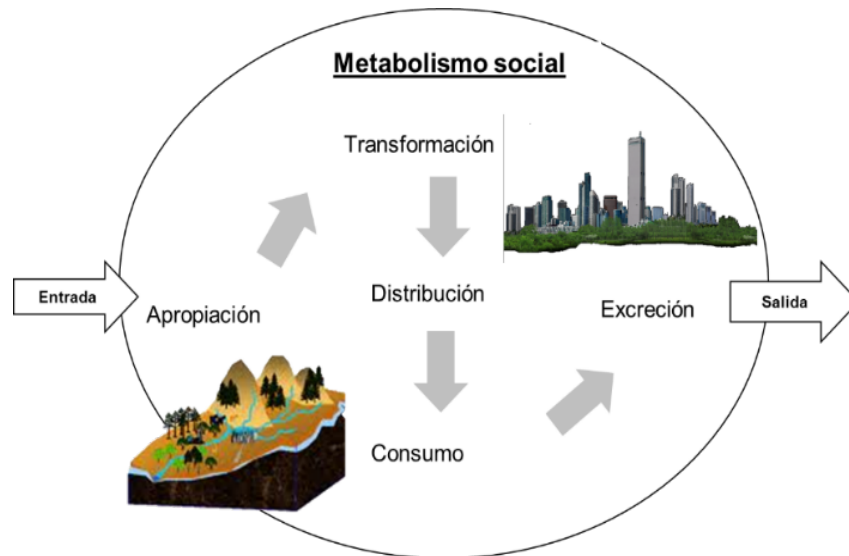 Metabolismo social
Transformación
Entrada
Apropiación
Distribución
Excreción
Salida
Consumo